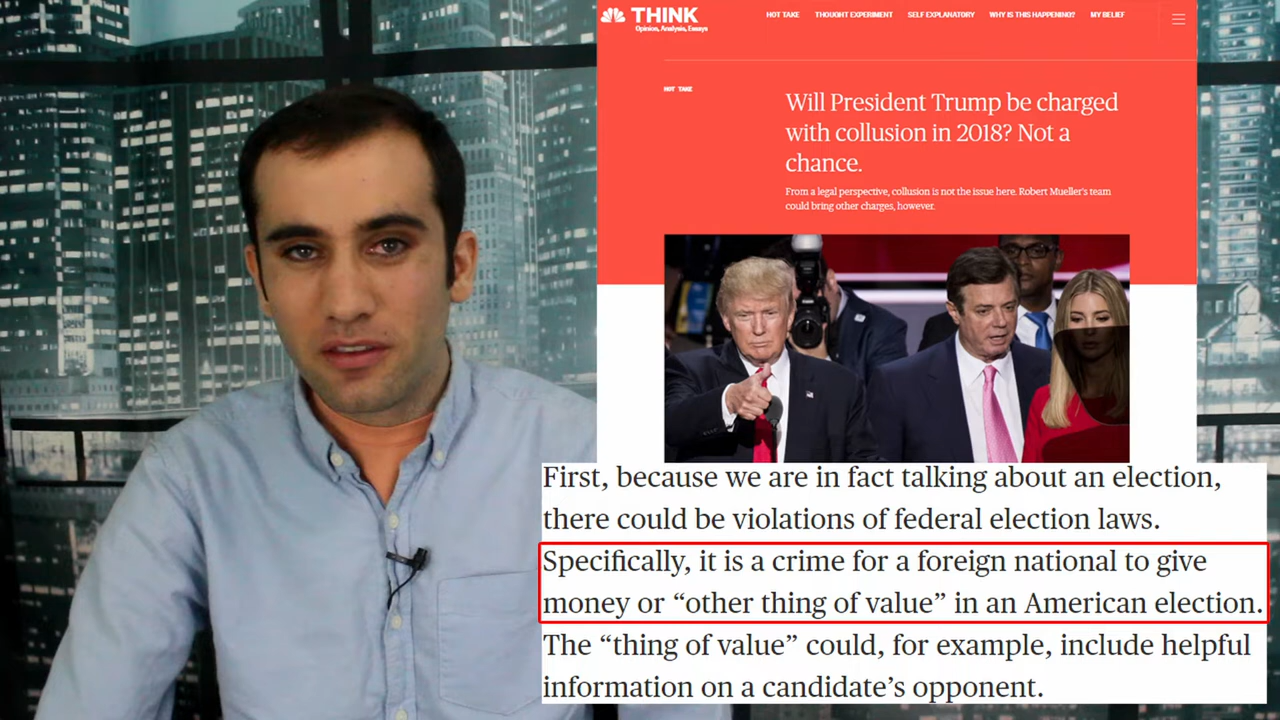 THINK
Opinion, Analysis, Essays
HOT TAKE
THOUGHT EXPERIMENT
SELF EXPLANATORY
WHY IS THIS HAPPENING?
MY BELIEF
HOT TAKE
Will President Trump be charged
with collusion in 2018? Not a
chance.
From a legal perspective, collusion is not the issue here. Robert Mueller's team
could bring other charges, however.
First, because we are in fact talking about an election,
there could be violations of federal election laws.
Specifically, it is a crime for a foreign national to give
money or “other thing of value” in an American election.
The “thing of value” could, for example, include helpful
information on a candidate’s opponent.